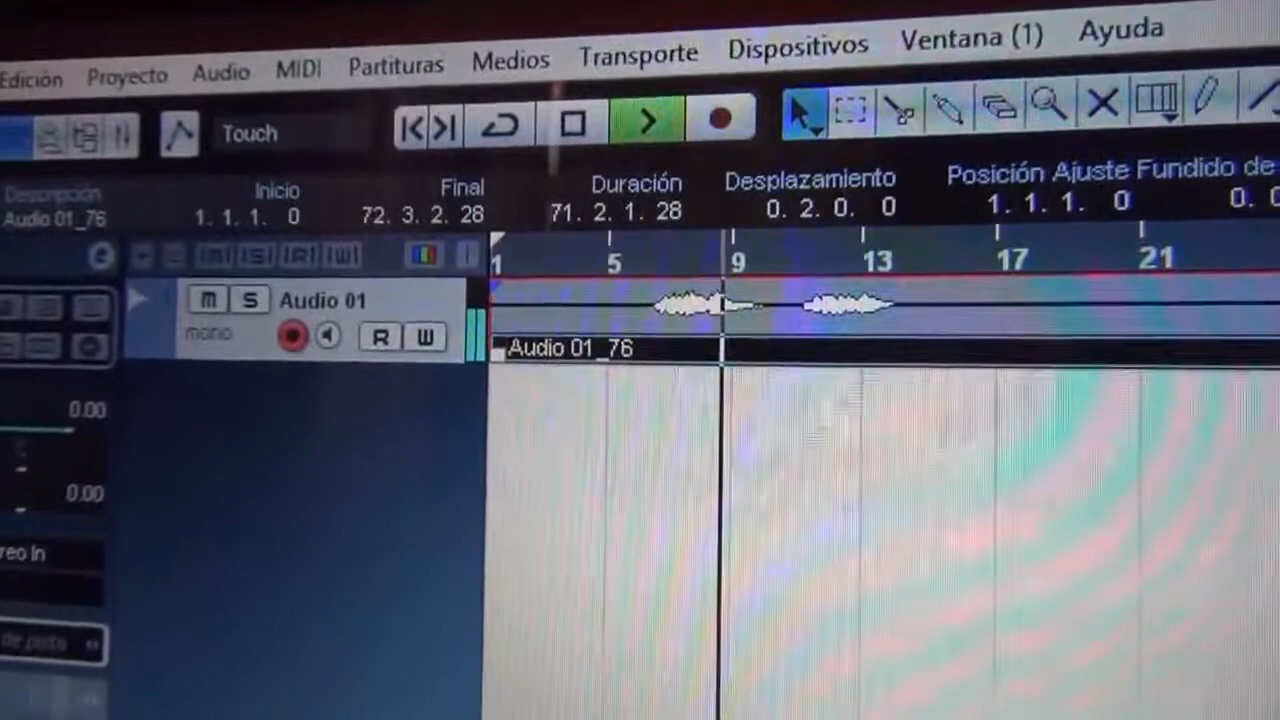 Edición Proyecto Audio MIDI Partituras Medios Transporte Dispositivos Ventana (1) Ayuda
Touch
Descripción Inicio Final Duración Desplazamiento Posición Ajuste Fundido de
Audio 01_76 1. 1. 1. 0 72. 3. 2. 28 71. 2. 1. 28 0. 2. 0. 0 1. 1. 1. 0 0. 0
e M S R W
1 5 9 13 17 21
m S Audio 01
mono R W
Audio 01_76
0.00
0.00
reo In